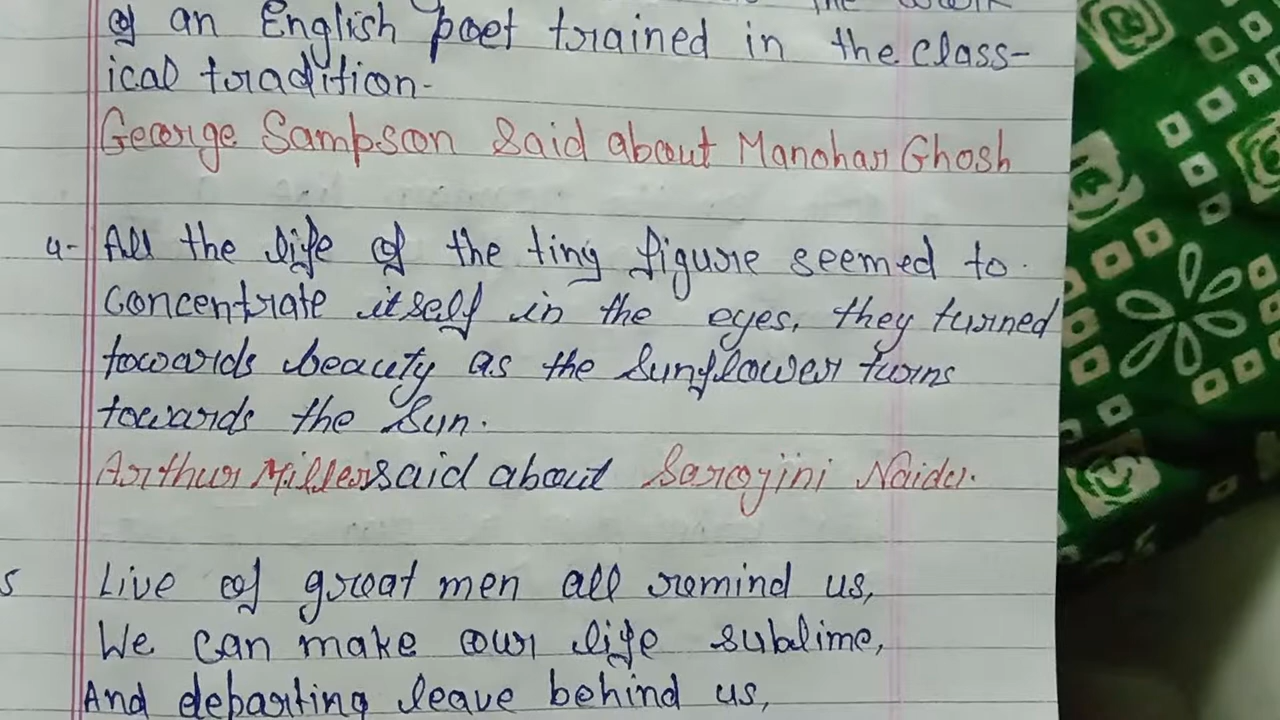 of an English poet trained in the class-
ical tradition-
George Sampson Said about Manohar Ghosh
4- All the life of the ting figure seemed to.
Concentrate itself in the eyes, they turned
towards beauty as the Sunflower turns
towards the Sun.
Arthur Miller said about Sarojini Naidu.
5 Live of great men all remind us,
We can make our life sublime,
And debarting leave behind us,